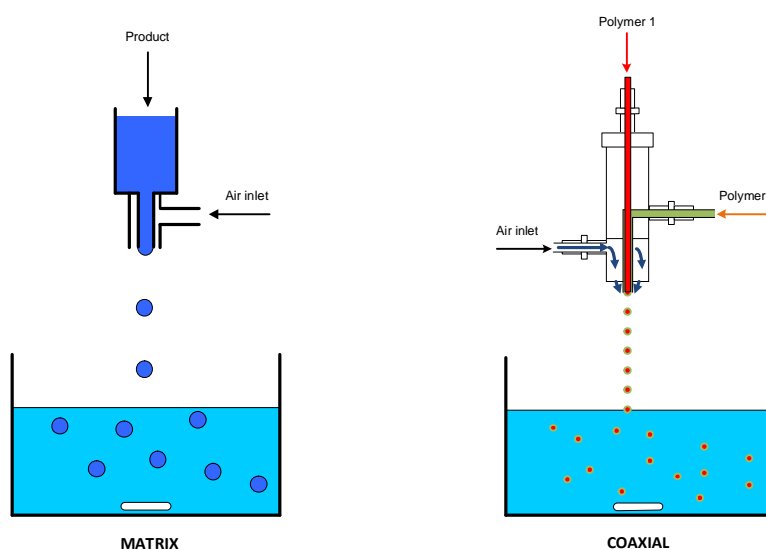 Product
Air inlet
MATRIX
Polymer 1
Polymer
Air inlet
COAXIAL